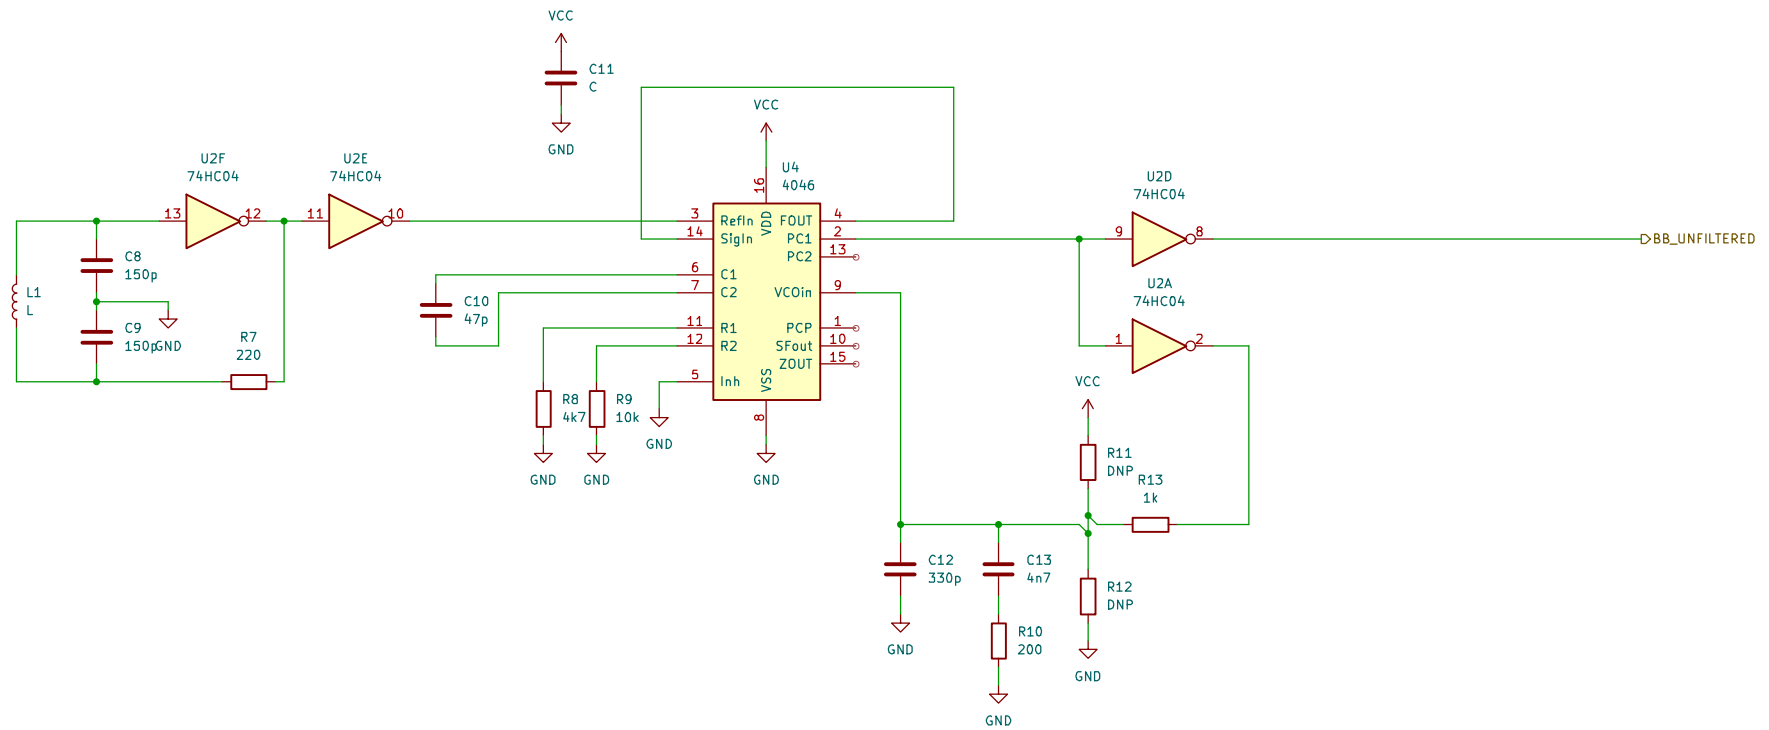 VCC
C11
C
GND
VCC
U2F
74HC04
U2E
74HC04
U4
4046
U2D
74HC04
13
12
11
10
16
VDD
3
RefIn
FOUT
4
14
SigIn
PC1
2
PC2
13
9
8
BB_UNFILTERED
C8
150p
6
C1
7
C2
VCOin
9
U2A
74HC04
L1
L
C10
47p
C9
150p
GND
R7
220
11
R1
PCP
1
12
R2
SFout
10
ZOUT
15
1
2
5
Inh
VSS
8
VCC
R8
4k7
R9
10k
GND
GND
GND
GND
R11
DNP
R13
1k
C12
330p
C13
4n7
R12
DNP
GND
R10
200
GND
GND